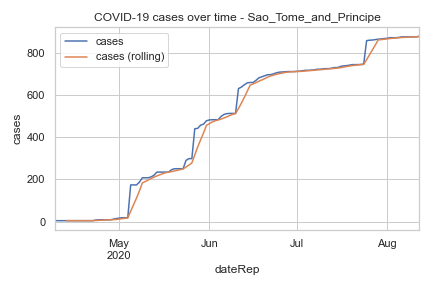 COVID-19 cases over time - Sao_Tome_and_Principe
cases
cases (rolling)
800
600
400
200
0
cases
May
2020
Jun
Jul
Aug
dateRep